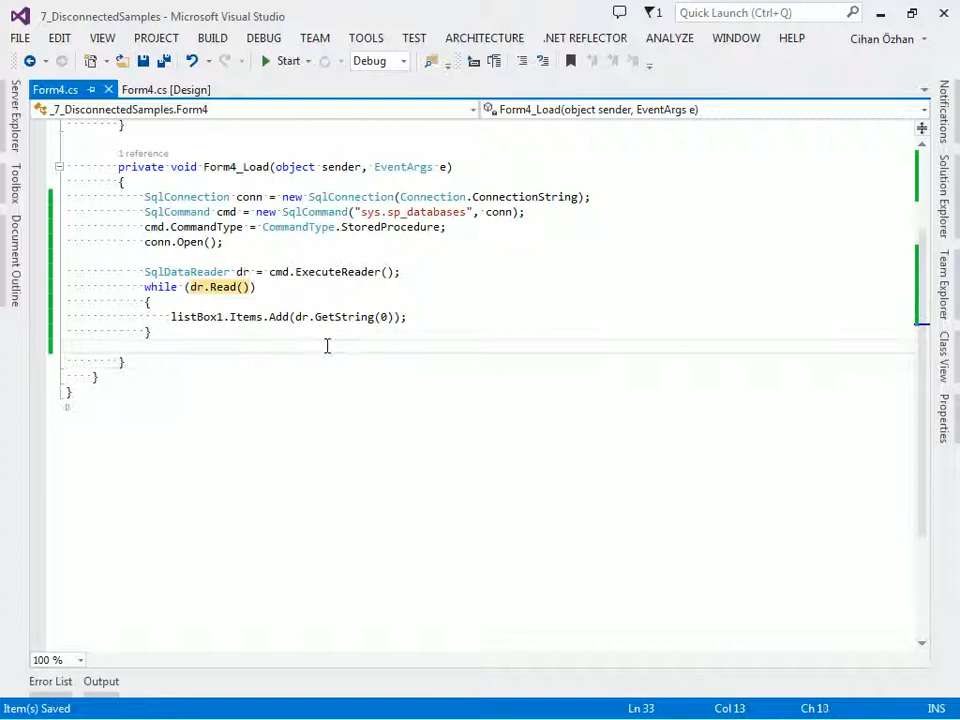 7_DisconnectedSamples - Microsoft Visual Studio
1
Quick Launch (Ctrl+Q)
FILE EDIT VIEW PROJECT BUILD DEBUG TEAM TOOLS TEST ARCHITECTURE .NET REFLECTOR ANALYZE WINDOW HELP Cihan Özhan
Start Debug
Form4.cs Form4.cs [Design]
_7_DisconnectedSamples.Form4 Form4_Load(object sender, EventArgs e)
}
1 reference
private void Form4_Load(object sender, EventArgs e)
{
SqlConnection conn = new SqlConnection(Connection.ConnectionString);
SqlCommand cmd = new SqlCommand("sys.sp_databases", conn);
cmd.CommandType = CommandType.StoredProcedure;
conn.Open();
SqlDataReader dr = cmd.ExecuteReader();
while (dr.Read())
{
listBox1.Items.Add(dr.GetString(0));
}
}
}
}
Server Explorer
Toolbox
Document Outline
Notifications
Solution Explorer
Team Explorer
Class View
Properties
100 %
Error List Output
Item(s) Saved Ln 33 Col 13 Ch 13 INS